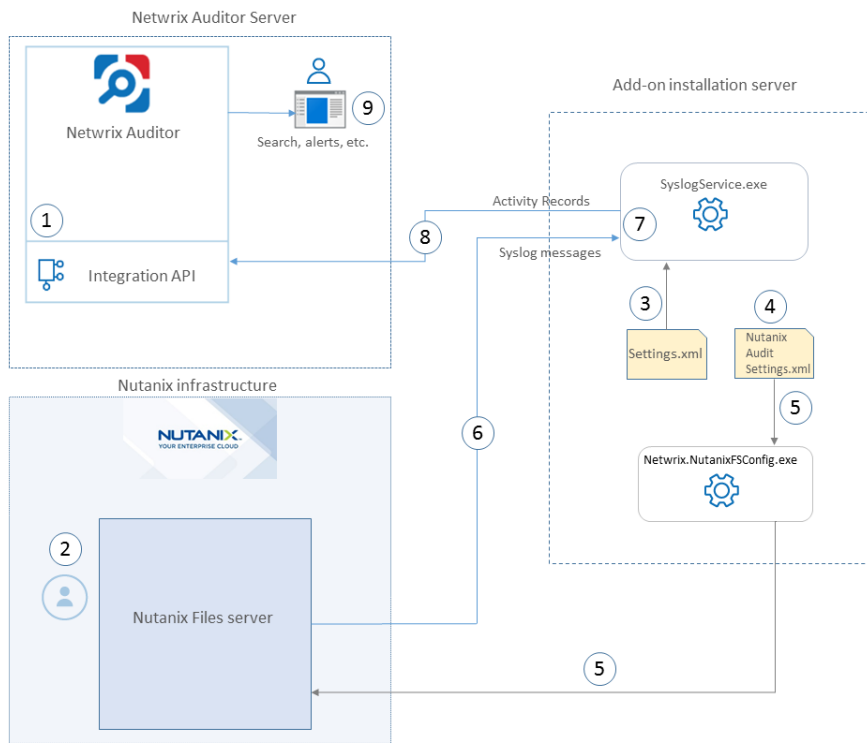 Netwrix Auditor Server
Netwrix Auditor
9
Search, alerts, etc.
1
Integration API
Add-on installation server
SyslogService.exe
Activity Records
7
8
Syslog messages
3
4
Settings.xml
Nutanix
Audit
Settings.xml
5
Netwrix.NutanixFSConfig.exe
Nutanix infrastructure
NUTANIX™
YOUR ENTERPRISE CLOUD
6
2
Nutanix Files server
5